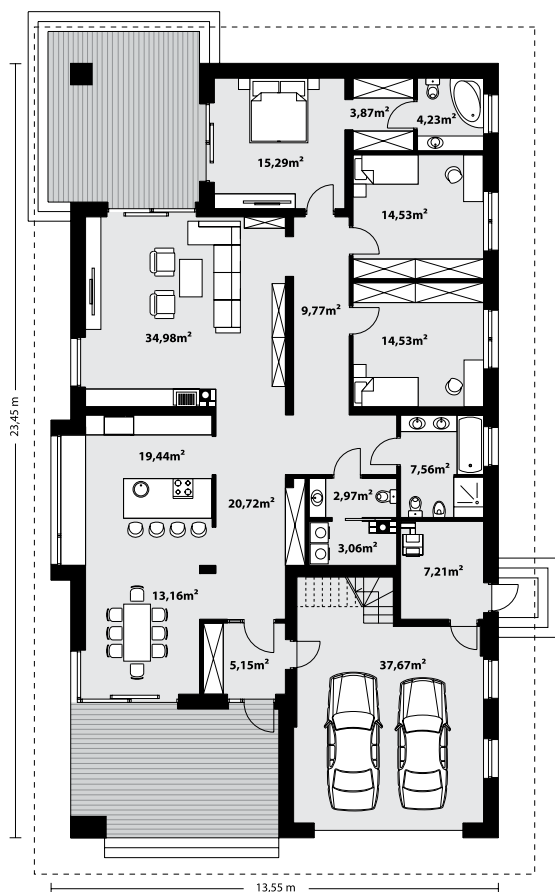 3,87m²
4,23m²
15,29m²
14,53m²
9,77m²
34,98m²
14,53m²
23,45 m
19,44m²
7,56m²
2,97m²
20,72m²
3,06m²
7,21m²
13,16m²
5,15m²
37,67m²
13,55 m